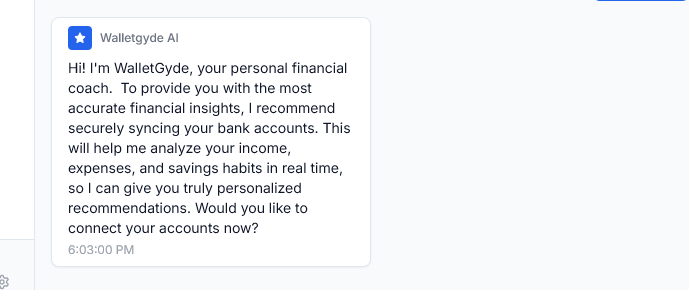 Walletgyde AI
Hi! I'm WalletGyde, your personal financial
coach.  To provide you with the most
accurate financial insights, I recommend
securely syncing your bank accounts. This
will help me analyze your income,
expenses, and savings habits in real time,
so I can give you truly personalized
recommendations. Would you like to
connect your accounts now?
6:03:00 PM